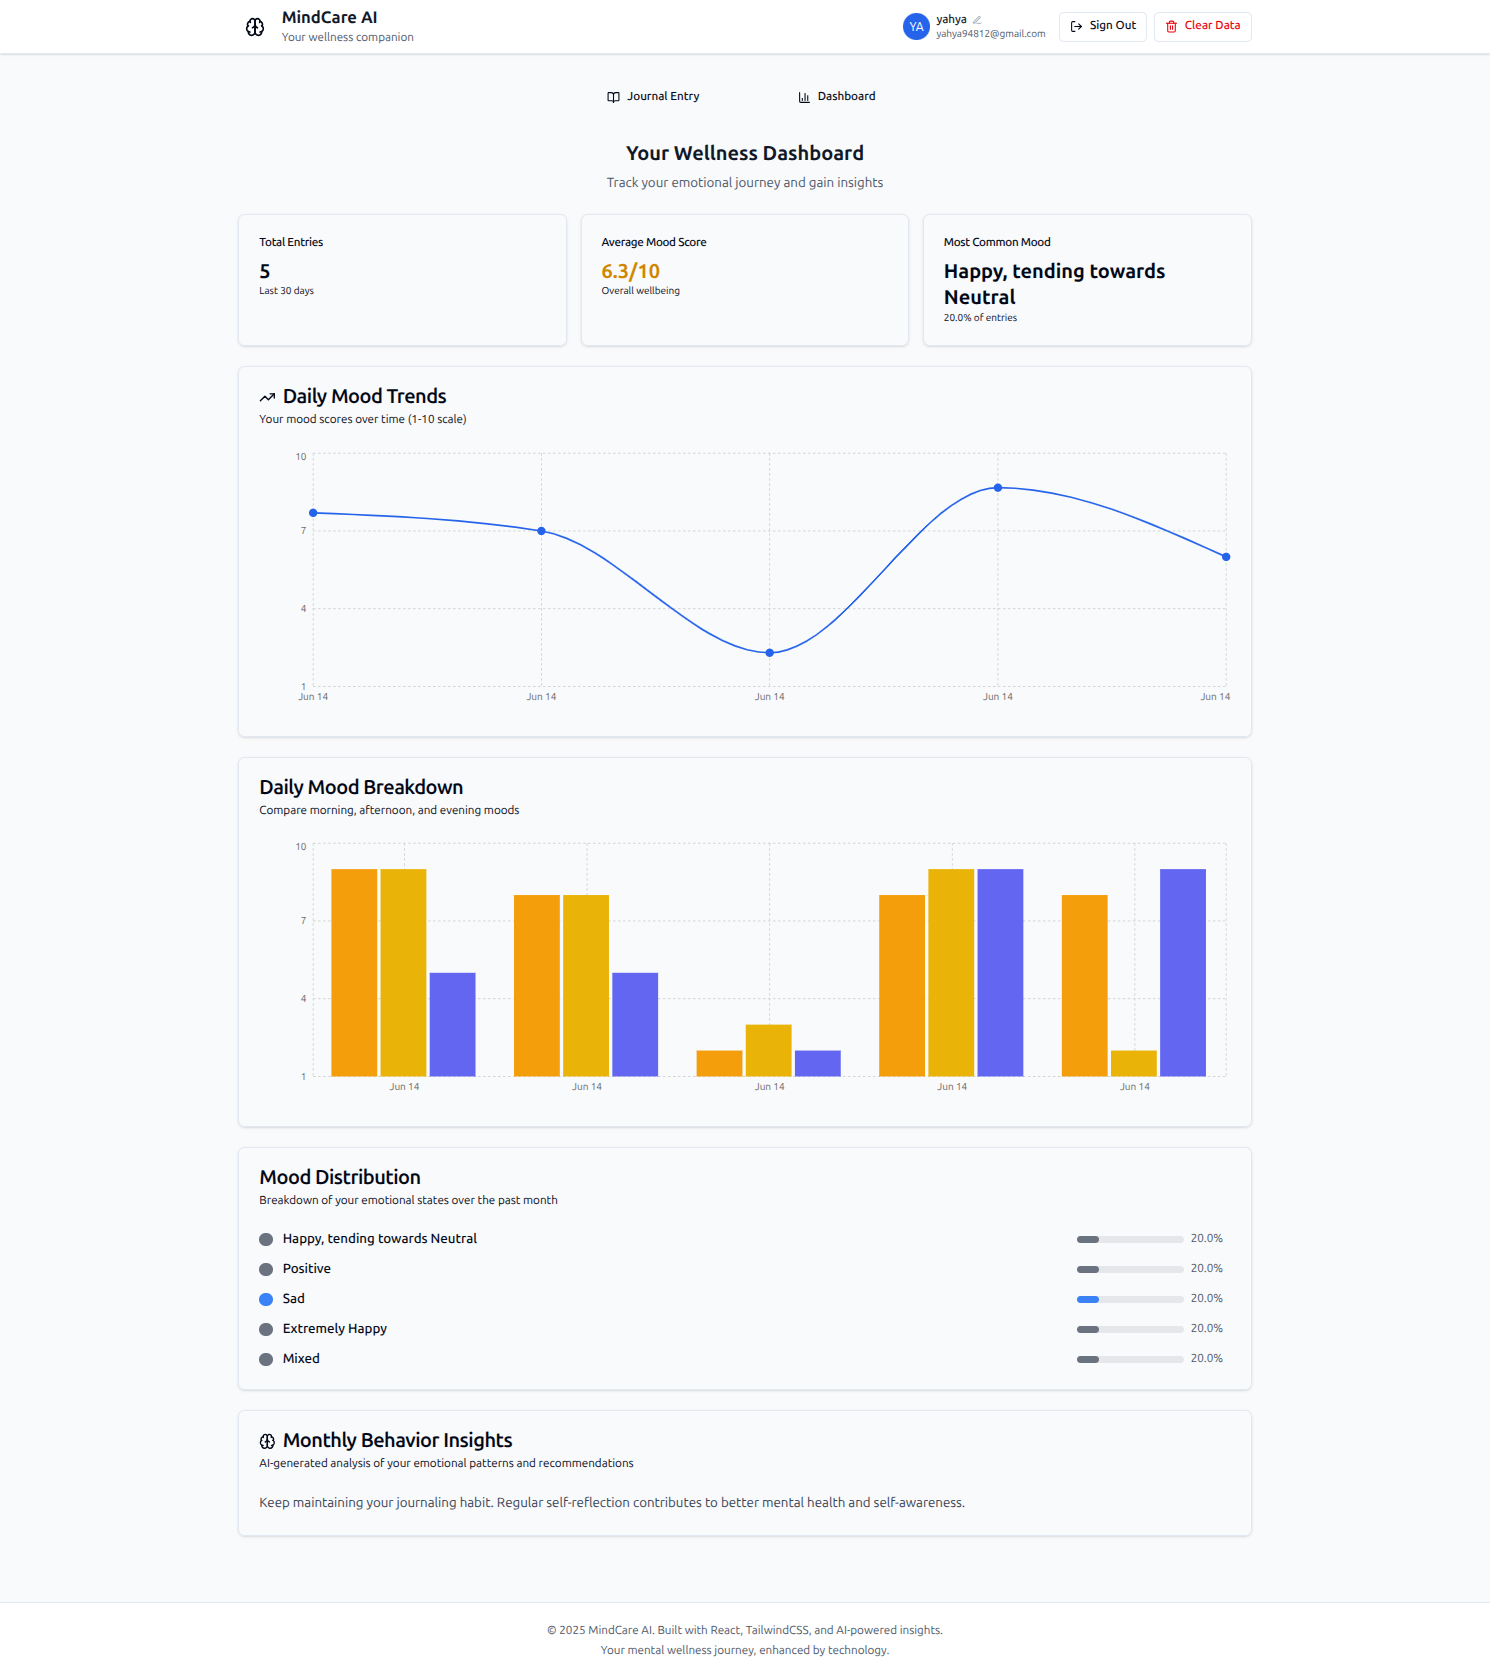 MindCare AI
Your wellness companion
YA
yahya
yahya94812@gmail.com
Sign Out
Clear Data
Journal Entry
Dashboard
Your Wellness Dashboard
Track your emotional journey and gain insights
Total Entries
5
Last 30 days
Average Mood Score
6.3/10
Overall wellbeing
Most Common Mood
Happy, tending towards
Neutral
20.0% of entries
Daily Mood Trends
Your mood scores over time (1-10 scale)
10
7
4
1
Jun 14 Jun 14 Jun 14 Jun 14 Jun 14
Daily Mood Breakdown
Compare morning, afternoon, and evening moods
10
7
4
1
Jun 14 Jun 14 Jun 14 Jun 14 Jun 14
Mood Distribution
Breakdown of your emotional states over the past month
Happy, tending towards Neutral 20.0%
Positive 20.0%
Sad 20.0%
Extremely Happy 20.0%
Mixed 20.0%
Monthly Behavior Insights
AI-generated analysis of your emotional patterns and recommendations
Keep maintaining your journaling habit. Regular self-reflection contributes to better mental health and self-awareness.
© 2025 MindCare AI. Built with React, TailwindCSS, and AI-powered insights.
Your mental wellness journey, enhanced by technology.